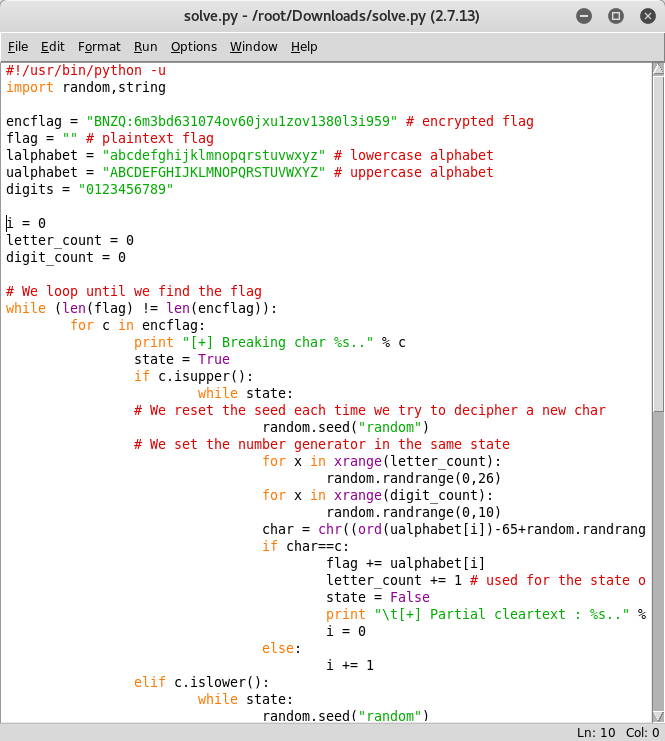 solve.py - /root/Downloads/solve.py (2.7.13)
File Edit Format Run Options Window Help
#!/usr/bin/python -u
import random,string

encflag = "BNZQ:6m3bd631074ov60jxu1zov1380l3i959" # encrypted flag
flag = "" # plaintext flag
lalphabet = "abcdefghijklmnopqrstuvwxyz" # lowercase alphabet
ualphabet = "ABCDEFGHIJKLMNOPQRSTUVWXYZ" # uppercase alphabet
digits = "0123456789"

i = 0
letter_count = 0
digit_count = 0

# We loop until we find the flag
while (len(flag) != len(encflag)):
        for c in encflag:
                print "[+] Breaking char %s.." % c
                state = True
                if c.isupper():
                        while state:
                # We reset the seed each time we try to decipher a new char
                                random.seed("random")
                # We set the number generator in the same state
                                for x in xrange(letter_count):
                                        random.randrange(0,26)
                                for x in xrange(digit_count):
                                        random.randrange(0,10)
                                char = chr((ord(ualphabet[i])-65+random.randrang
                                if char==c:
                                        flag += ualphabet[i]
                                        letter_count += 1 # used for the state o
                                        state = False
                                        print "\t[+] Partial cleartext : %s.." %
                                        i = 0
                                else:
                                        i += 1
                elif c.islower():
                        while state:
                                random.seed("random")
Ln: 10 Col: 0